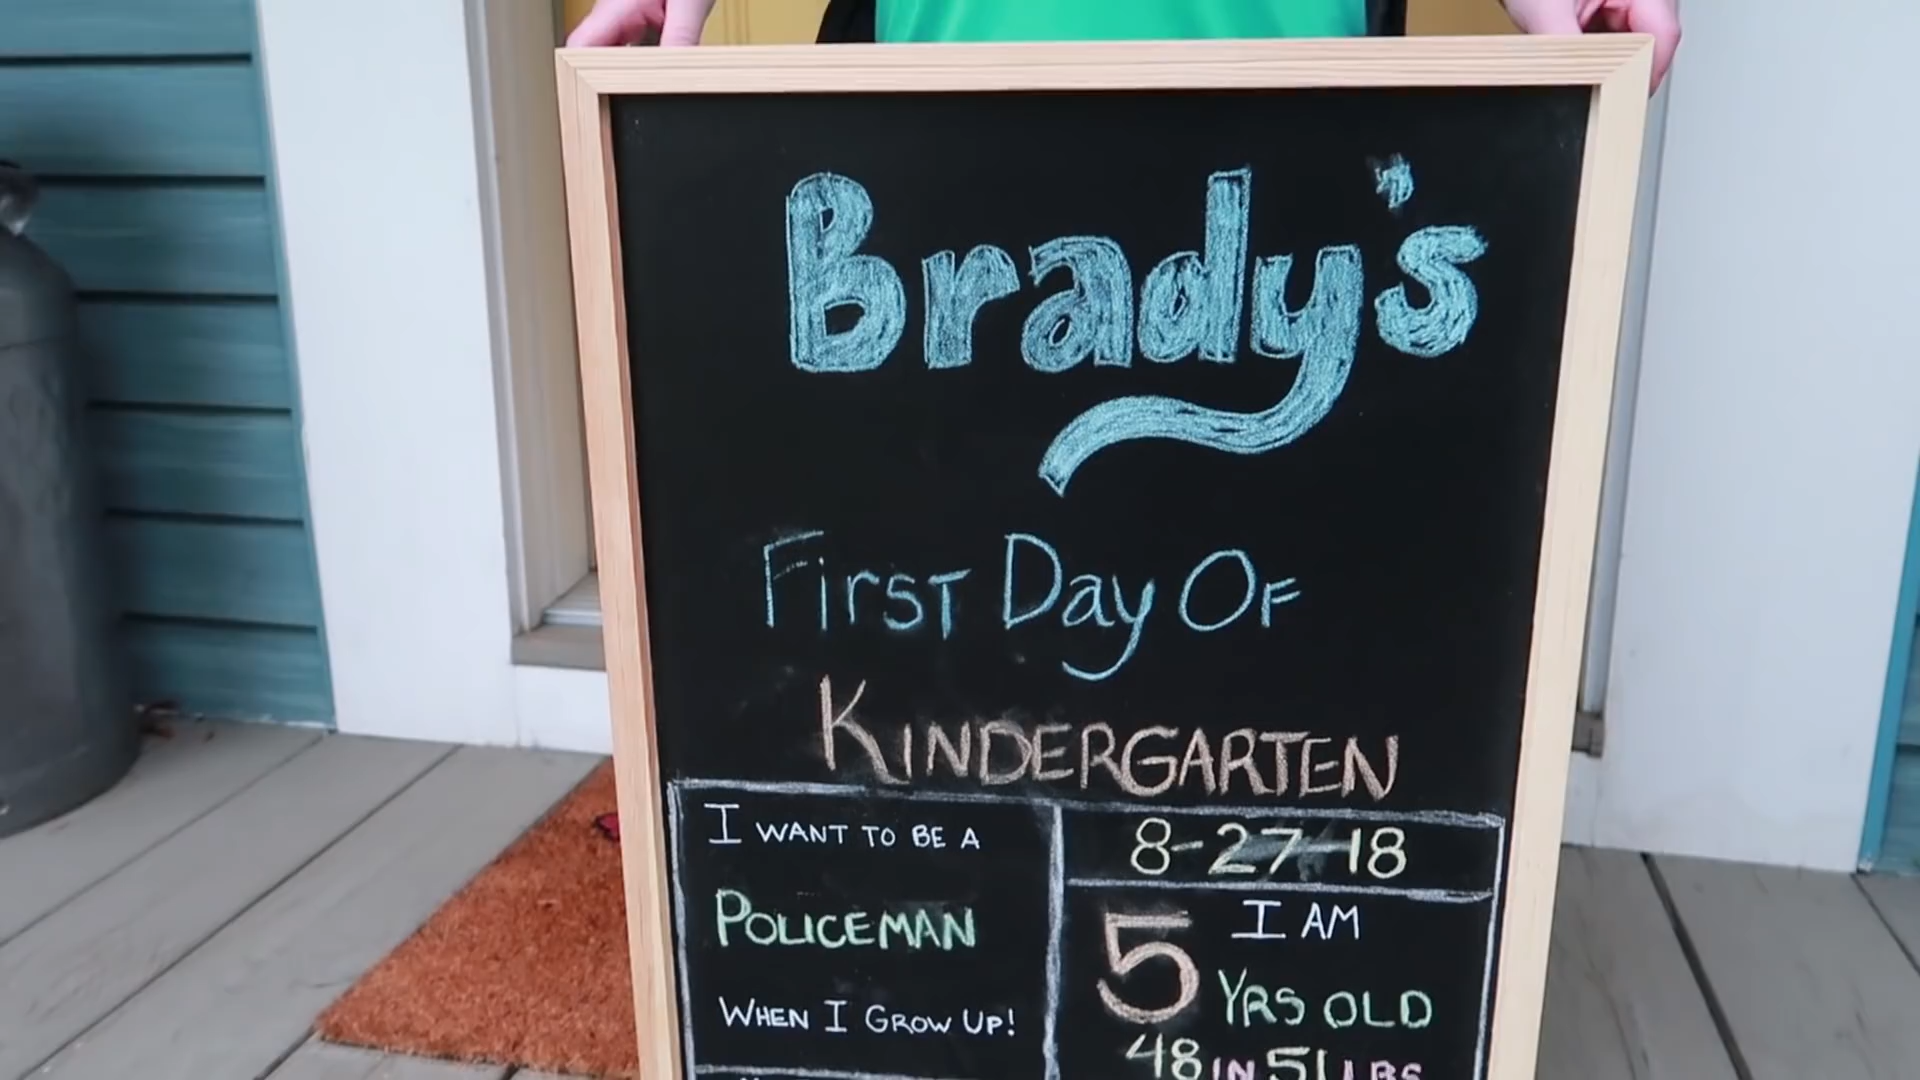 Brady's
First Day Of
KINDERGARTEN
I WANT TO BE A
POLICEMAN
WHEN I GROW UP!
8-27-18
5 I AM
YRS OLD
48 IN 51 LBS